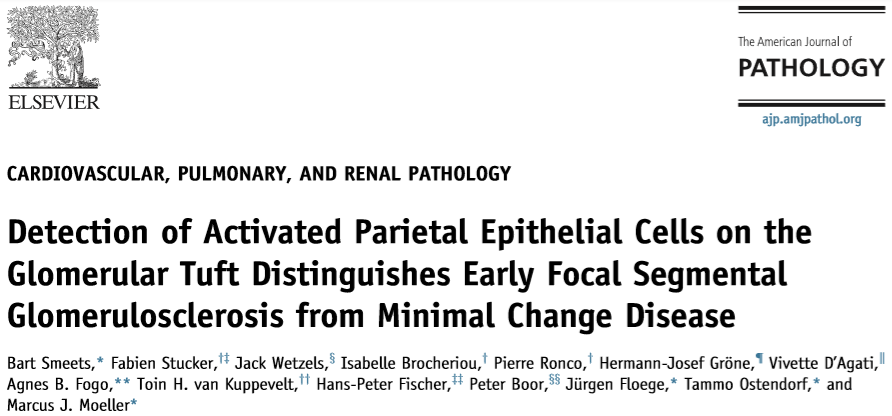 ELSEVIER
The American Journal of
PATHOLOGY
ajp.amjpathol.org
CARDIOVASCULAR, PULMONARY, AND RENAL PATHOLOGY
Detection of Activated Parietal Epithelial Cells on the
Glomerular Tuft Distinguishes Early Focal Segmental
Glomerulosclerosis from Minimal Change Disease
Bart Smeets,* Fabien Stucker,†‡ Jack Wetzels,§ Isabelle Brocheriou,† Pierre Ronco,† Hermann-Josef Gröne,¶ Vivette D’Agati,‖
Agnes B. Fogo,** Toin H. van Kuppevelt,†† Hans-Peter Fischer,‡‡ Peter Boor,§§ Jürgen Floege,* Tammo Ostendorf,* and
Marcus J. Moeller*